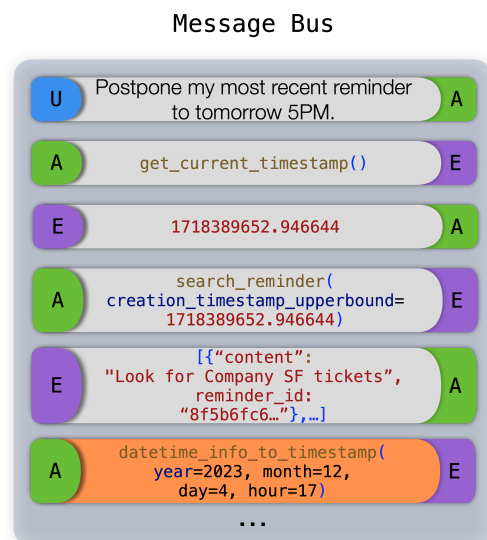 Message Bus
U Postpone my most recent reminder A
to tomorrow 5PM.
A get_current_timestamp() E
E 1718389652.946644 A
search_reminder(
A creation_timestamp_upperbound= E
1718389652.946644)
[{“content”:
"Look for Company SF tickets”,
E reminder_id: A
“8f5b6fc6…”},…]
datetime_info_to_timestamp(
A year=2023, month=12, E
day=4, hour=17)
...